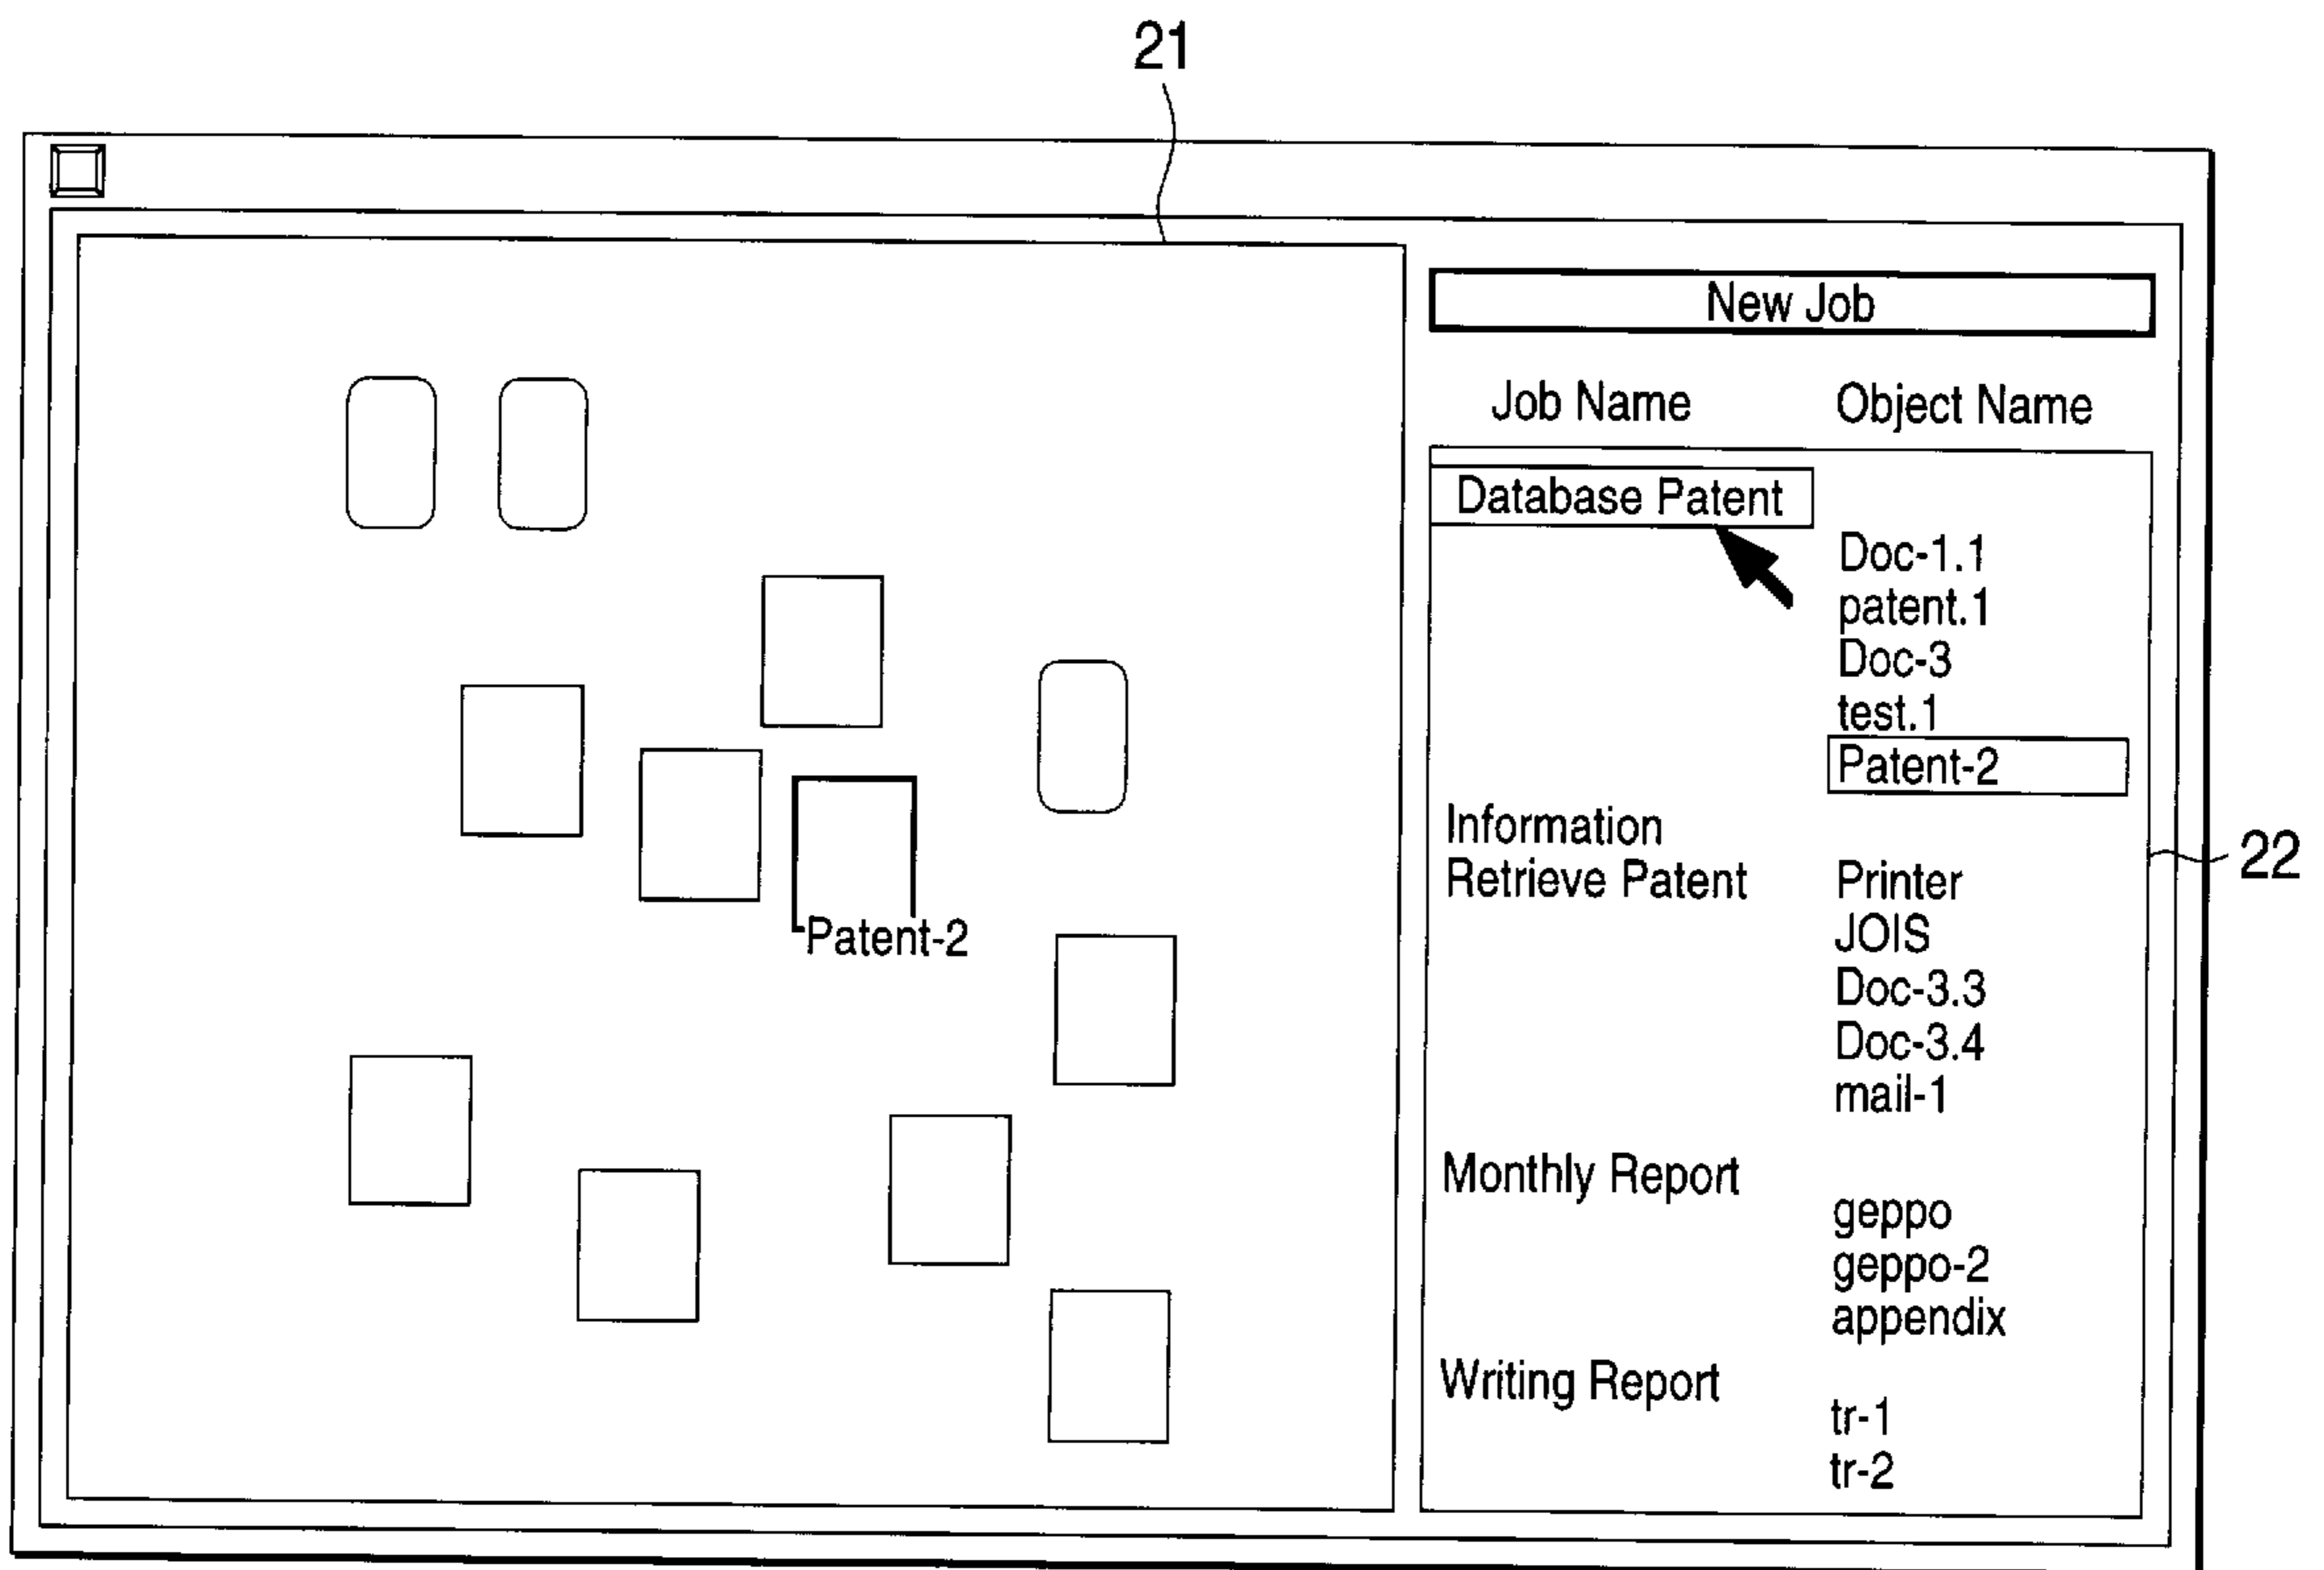 21
New Job
Job Name Object Name
Database Patent
Doc-1.1
patent.1
Doc-3
test.1
Patent-2
Information
Retrieve Patent Printer
22
JOIS
Patent-2
Doc-3.3
Doc-3.4
mail-1
Monthly Report
geppo
geppo-2
appendix
Writing Report
tr-1
tr-2